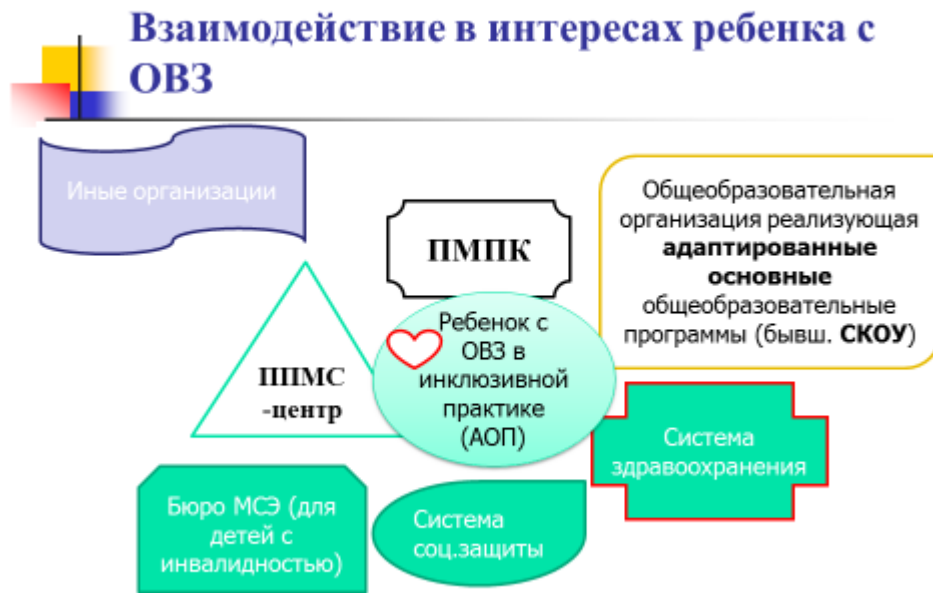 Взаимодействие в интересах ребенка с
ОВЗ
Иные организации
ПМПК
Общеобразовательная
организация реализующая
адаптированные
основные
общеобразовательные
программы (бывш. СКОУ)
ППМС
-центр
Ребенок с
ОВЗ в
инклюзивной
практике
(АОП)
Система
здравоохранения
Бюро МСЭ (для
детей с
инвалидностью)
Система
соц.защиты